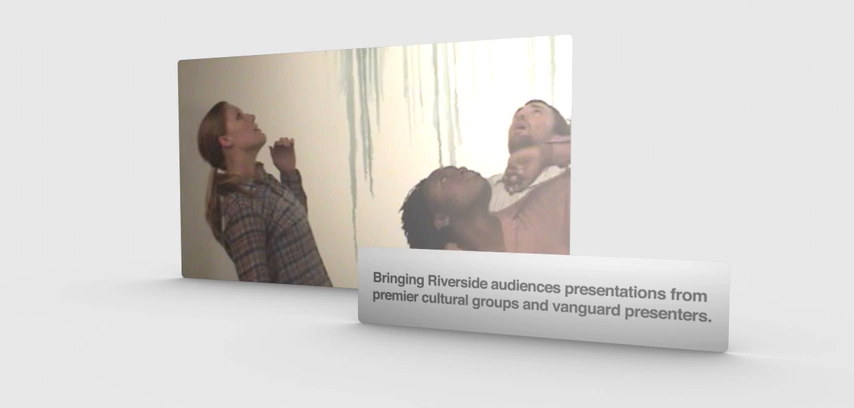 Bringing Riverside audiences presentations from
premier cultural groups and vanguard presenters.